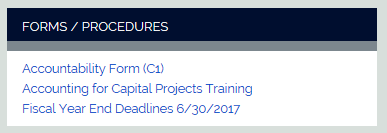 FORMS / PROCEDURES
Accountability Form (C1)
Accounting for Capital Projects Training
Fiscal Year End Deadlines 6/30/2017